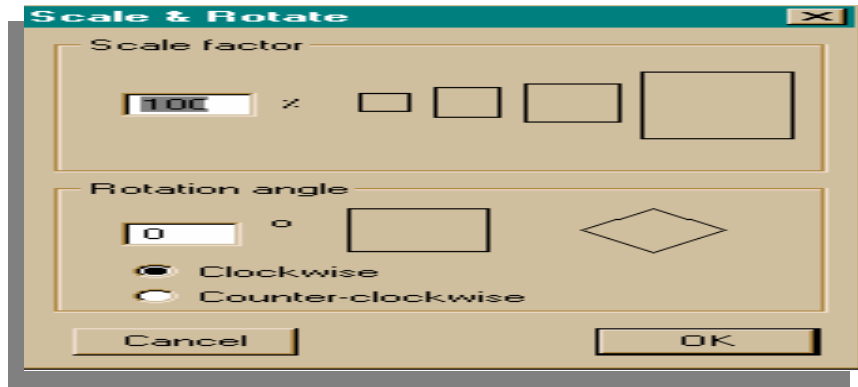 Scale & Rotate
Scale factor
100 %
Rotation angle
0 °
Clockwise
Counter-clockwise
Cancel OK